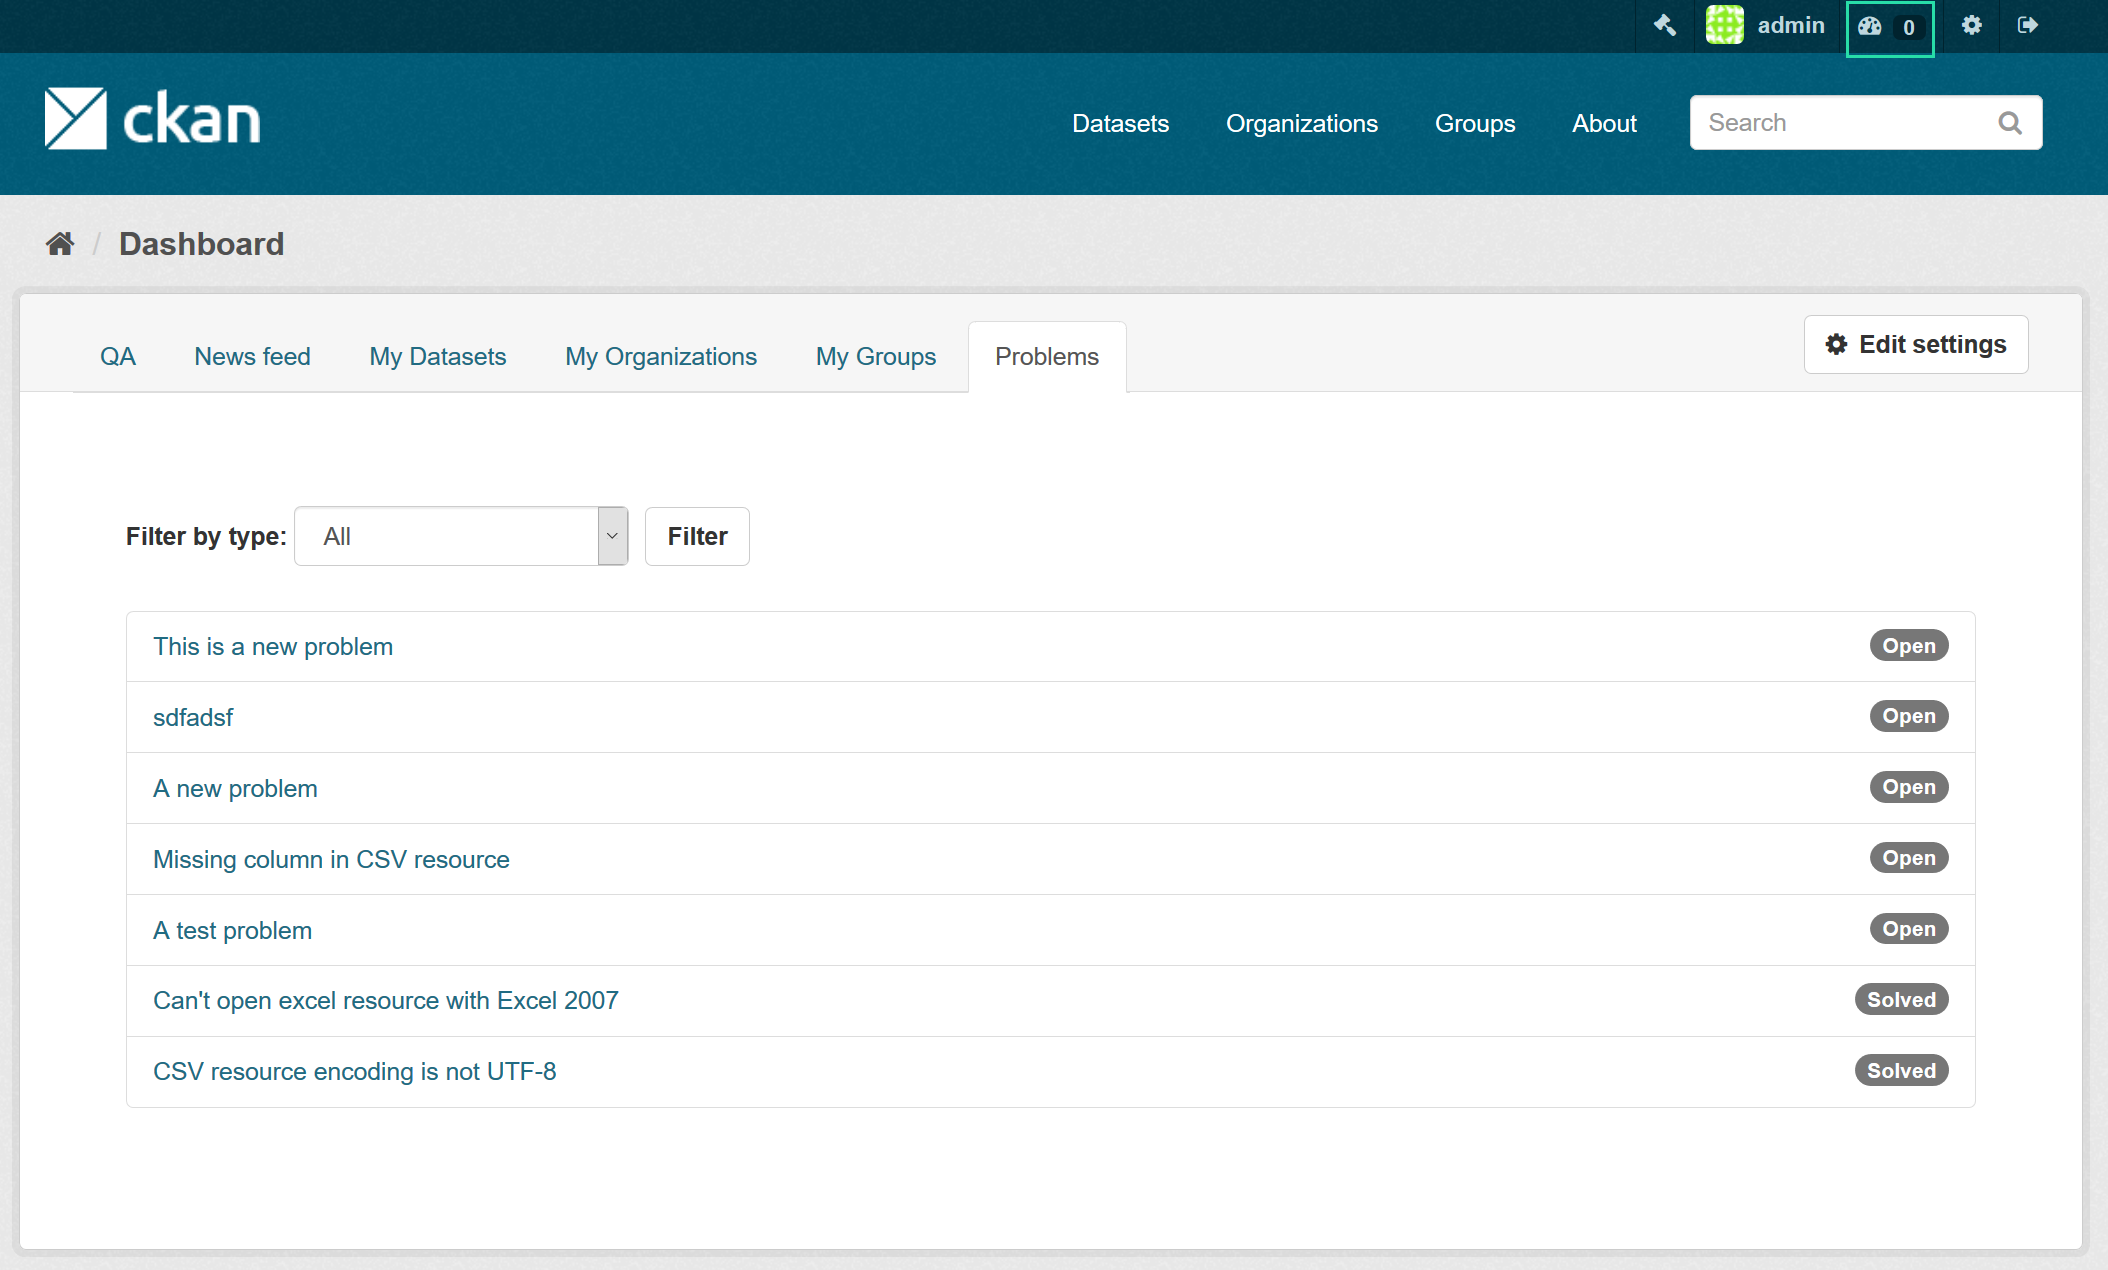 admin 0
ckan Datasets Organizations Groups About Search
/ Dashboard
QA News feed My Datasets My Organizations My Groups Problems Edit settings
Filter by type: All Filter
This is a new problem Open
sdfadsf Open
A new problem Open
Missing column in CSV resource Open
A test problem Open
Can't open excel resource with Excel 2007 Solved
CSV resource encoding is not UTF-8 Solved